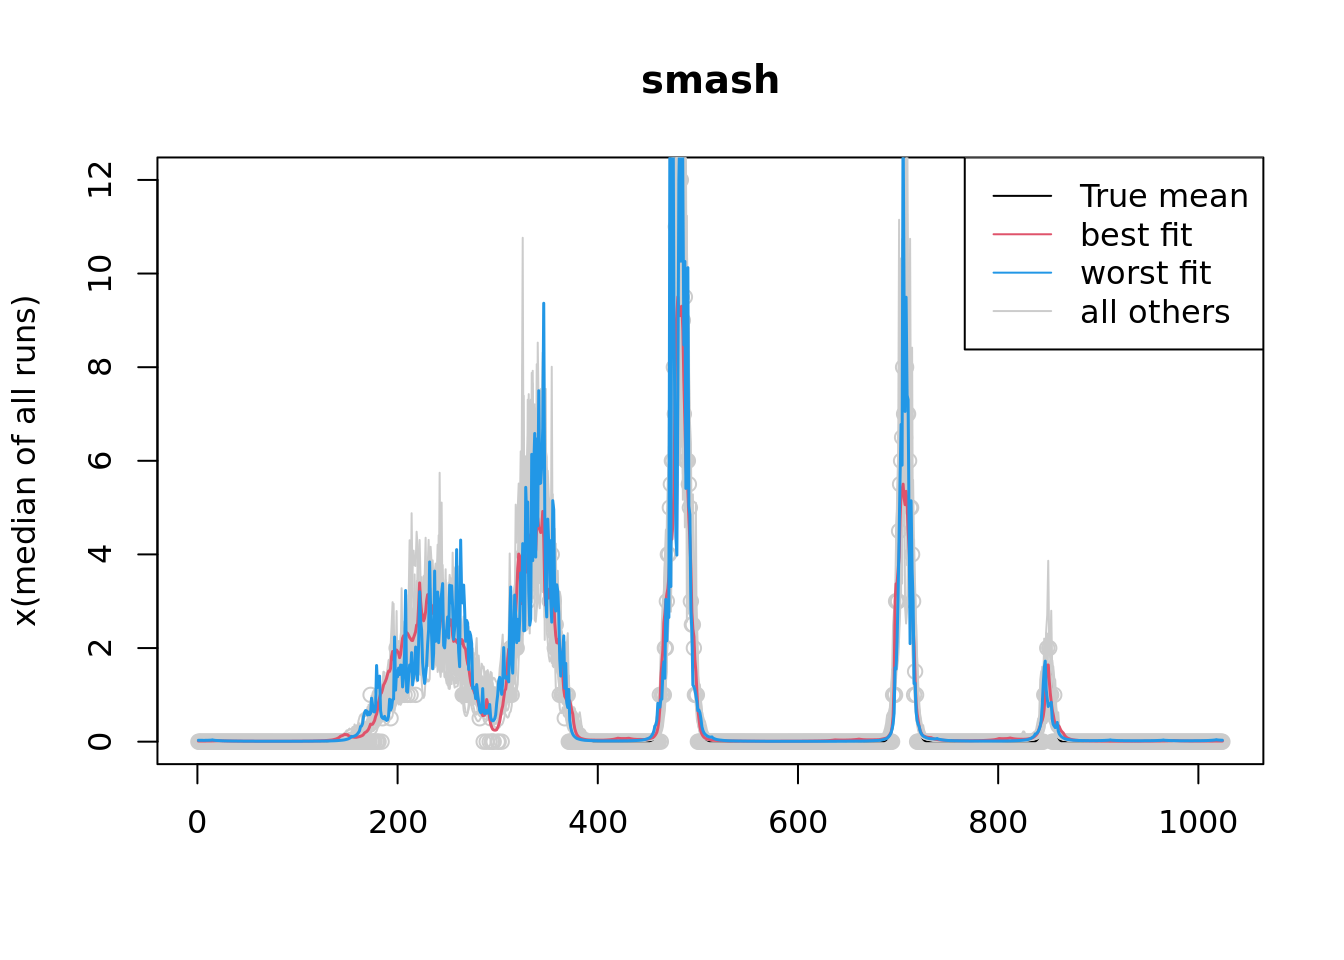 smash
x(median of all runs)
12
10
8
6
4
2
0
True mean
best fit
worst fit
all others
0 200 400 600 800 1000